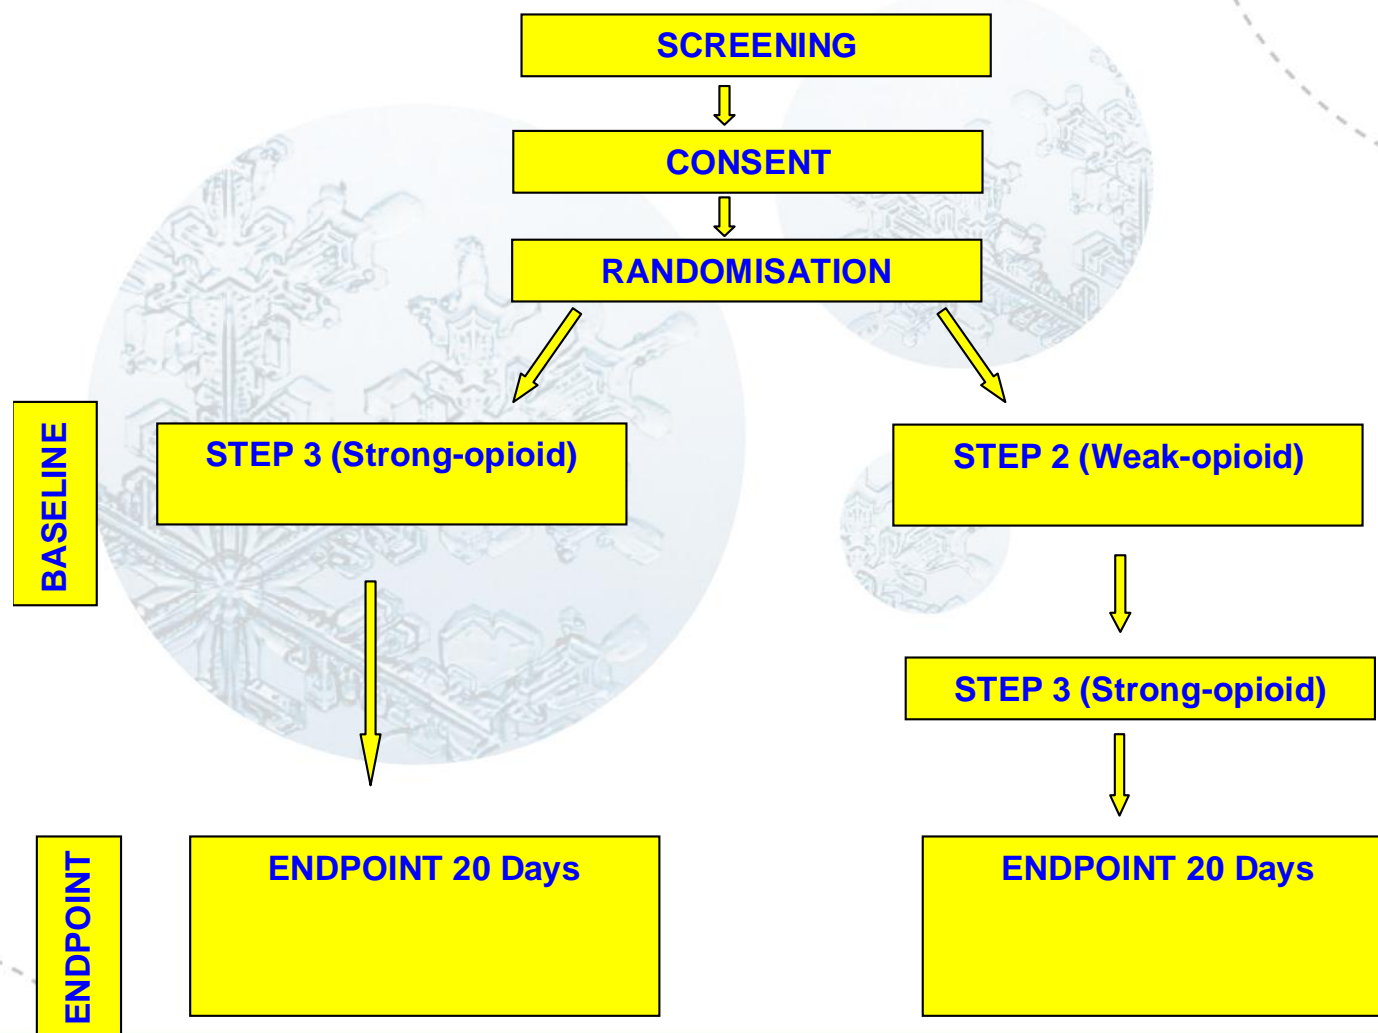 SCREENING
CONSENT
RANDOMISATION
BASELINE
STEP 3 (Strong-opioid)
STEP 2 (Weak-opioid)
STEP 3 (Strong-opioid)
ENDPOINT
ENDPOINT 20 Days
ENDPOINT 20 Days